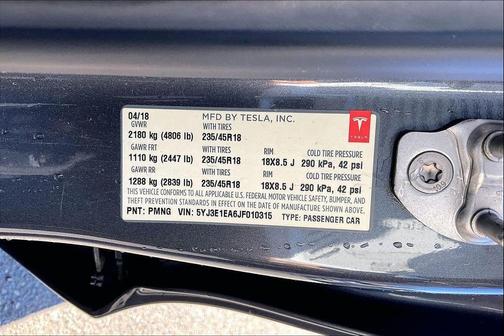 04/18 MFD BY TESLA, INC.
GVWR WITH TIRES
2180 kg (4806 lb) 235/45R18
GAWR FRT WITH TIRES RIM COLD TIRE PRESSURE
1110 kg (2447 lb) 235/45R18 18X8.5 J 290 kPa, 42 psi
GAWR RR WITH TIRES RIM COLD TIRE PRESSURE
1288 kg (2839 lb) 235/45R18 18X8.5 J 290 kPa, 42 psi
THIS VEHICLE CONFORMS TO ALL APPLICABLE U.S. FEDERAL MOTOR VEHICLE SAFETY, BUMPER, AND
THEFT PREVENTION STANDARDS IN EFFECT ON THE DATE OF MANUFACTURE SHOWN ABOVE.
PNT: PMNG VIN: 5YJ3E1EA6JF010315 TYPE: PASSENGER CAR
TESLA